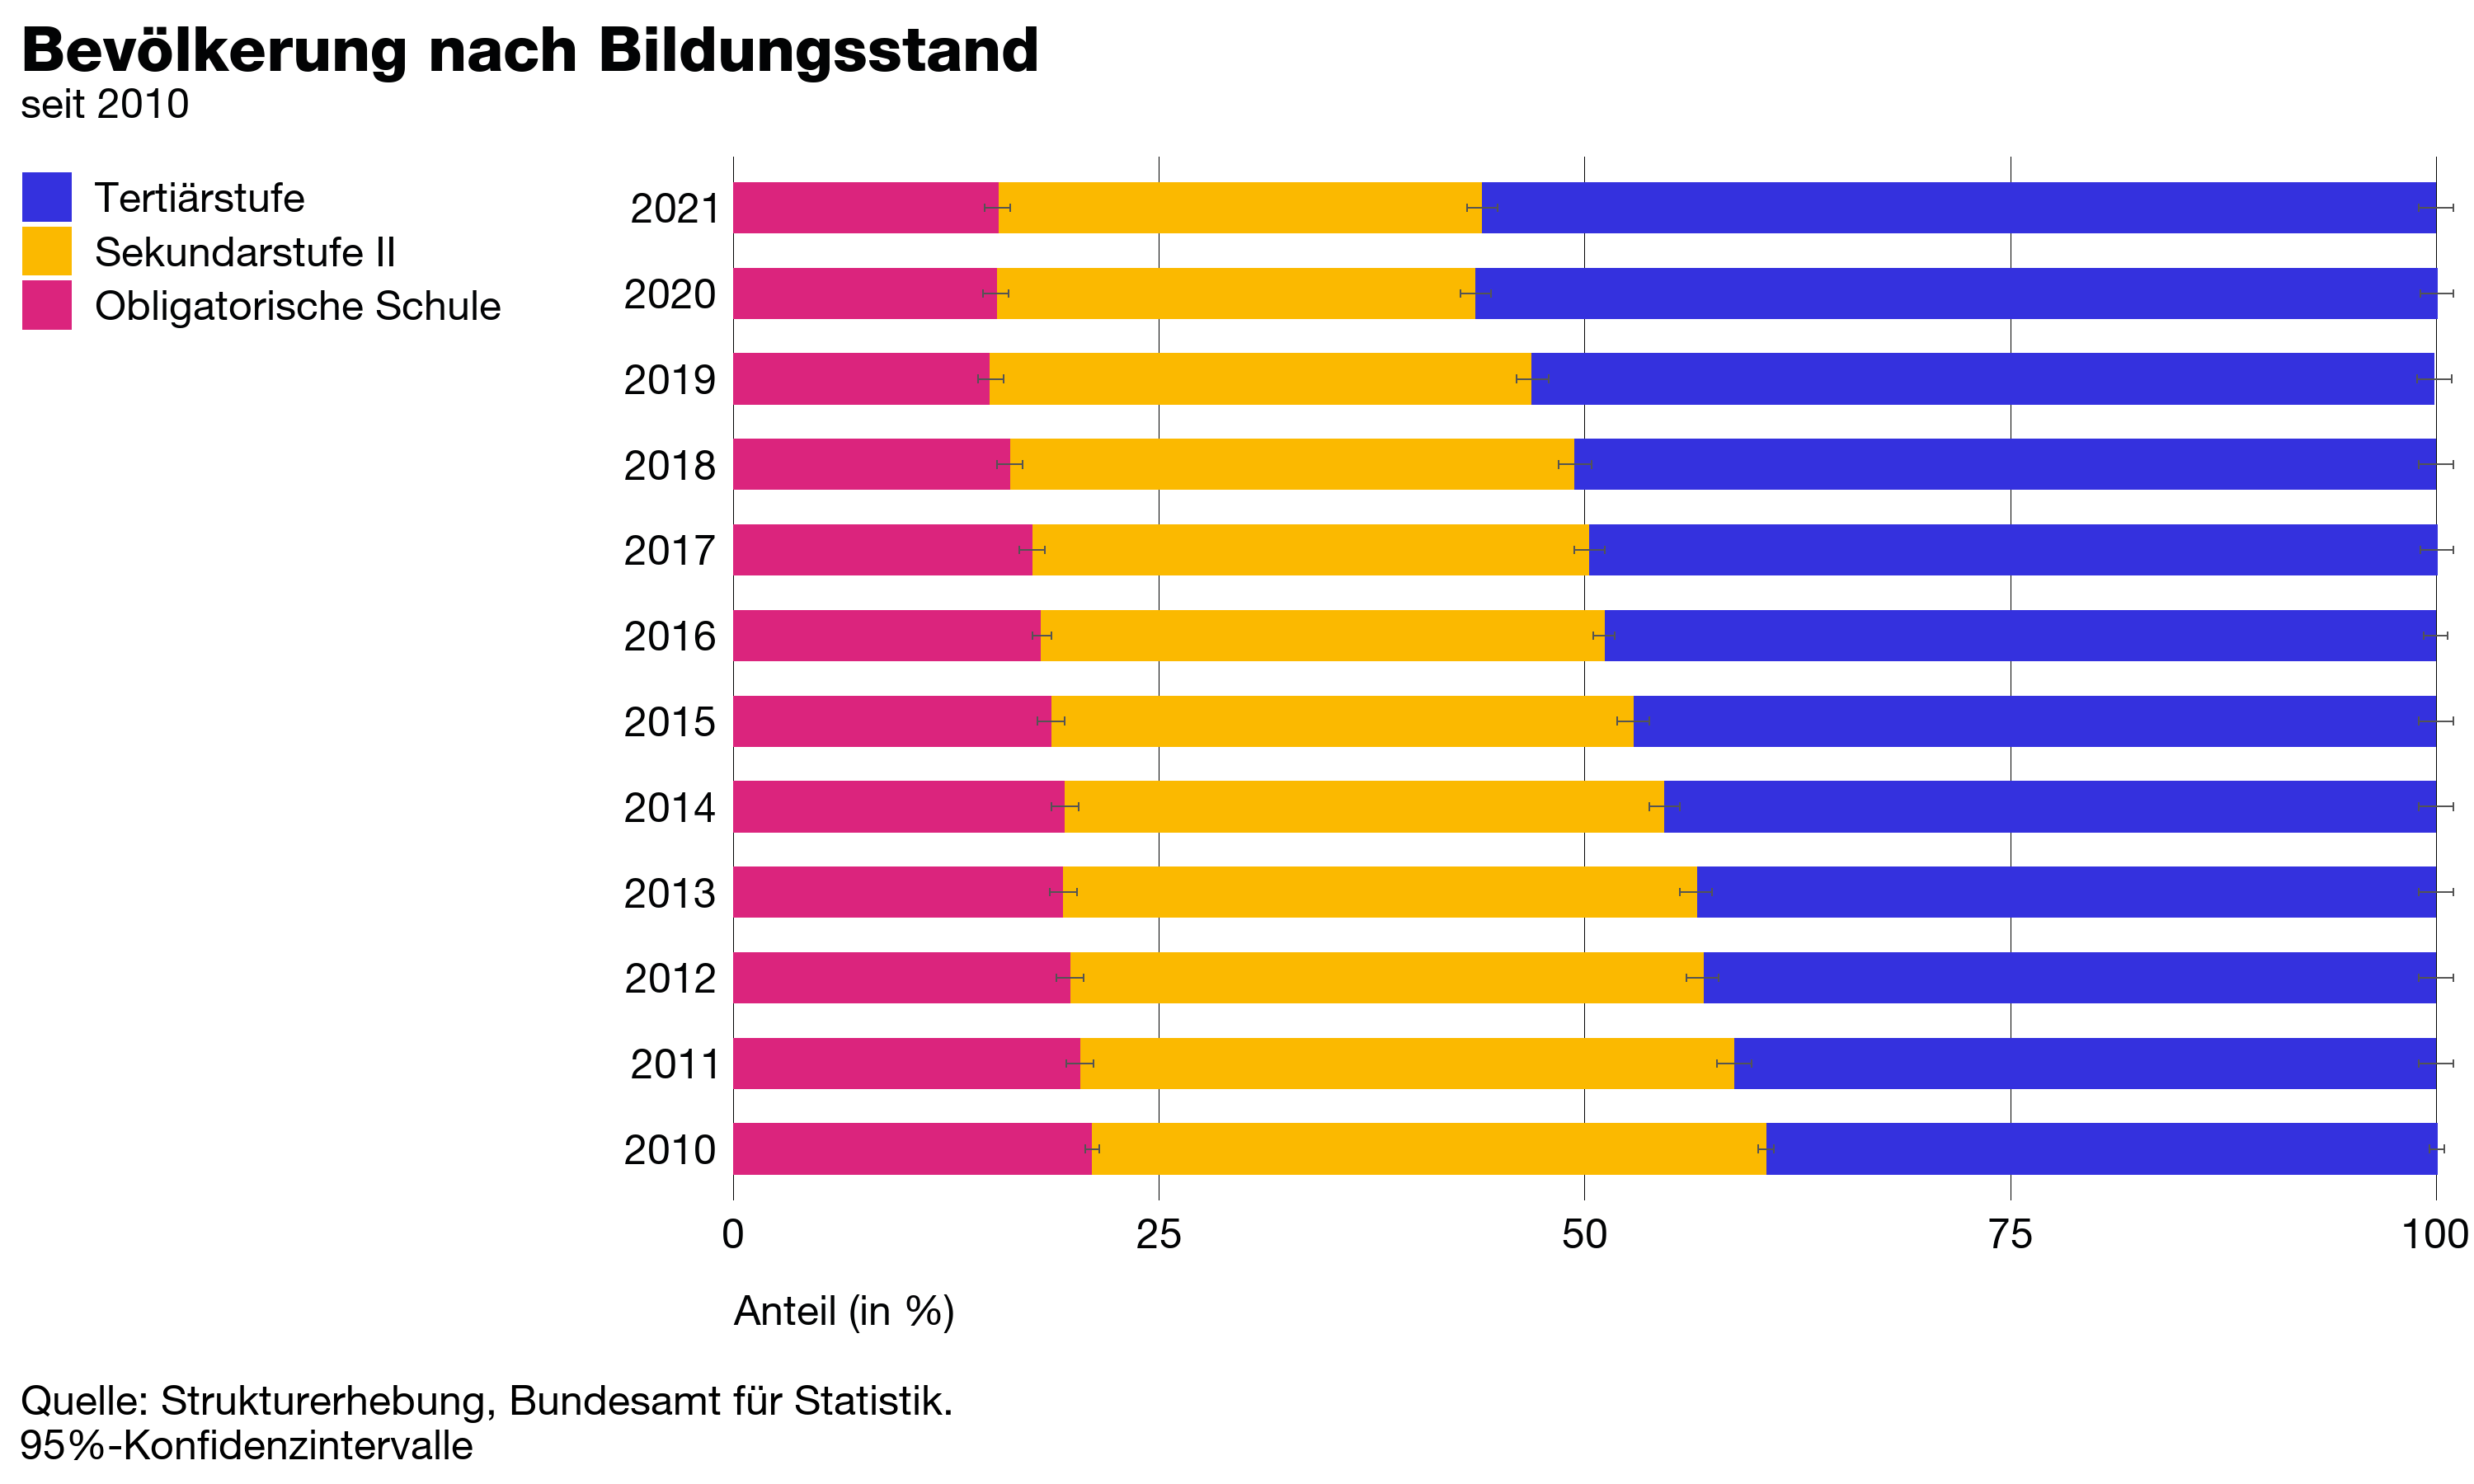 Bevölkerung nach Bildungsstand
seit 2010
Tertiärstufe
Sekundarstufe II
Obligatorische Schule
2021
2020
2019
2018
2017
2016
2015
2014
2013
2012
2011
2010
0 25 50 75 100
Anteil (in %)
Quelle: Strukturerhebung, Bundesamt für Statistik.
95%-Konfidenzintervalle